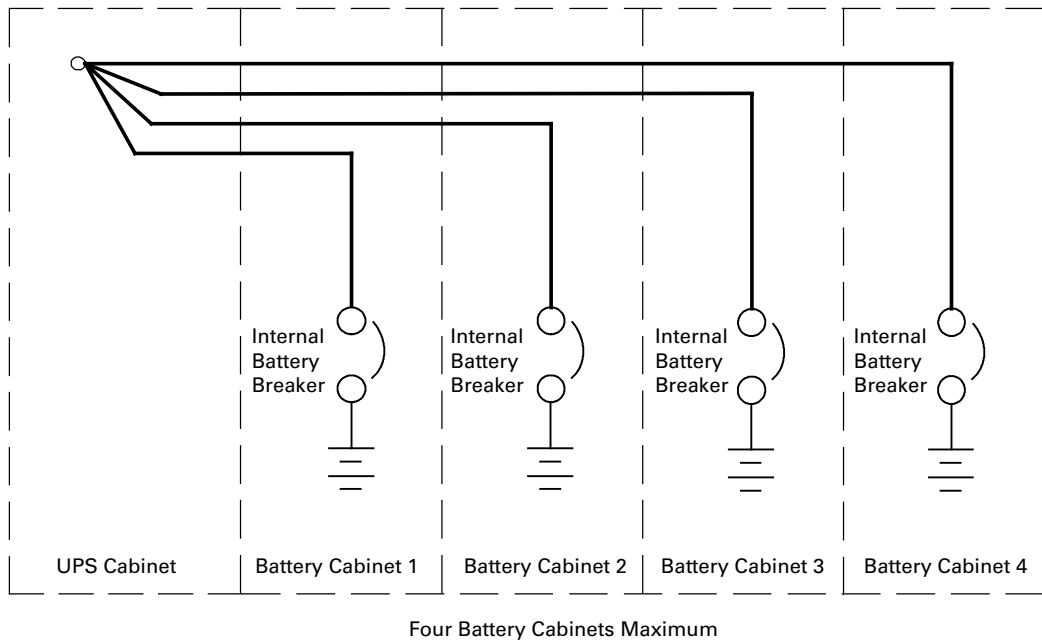 Internal
Battery
Breaker
Internal
Battery
Breaker
Internal
Battery
Breaker
Internal
Battery
Breaker
UPS Cabinet
Battery Cabinet 1
Battery Cabinet 2
Battery Cabinet 3
Battery Cabinet 4
Four Battery Cabinets Maximum